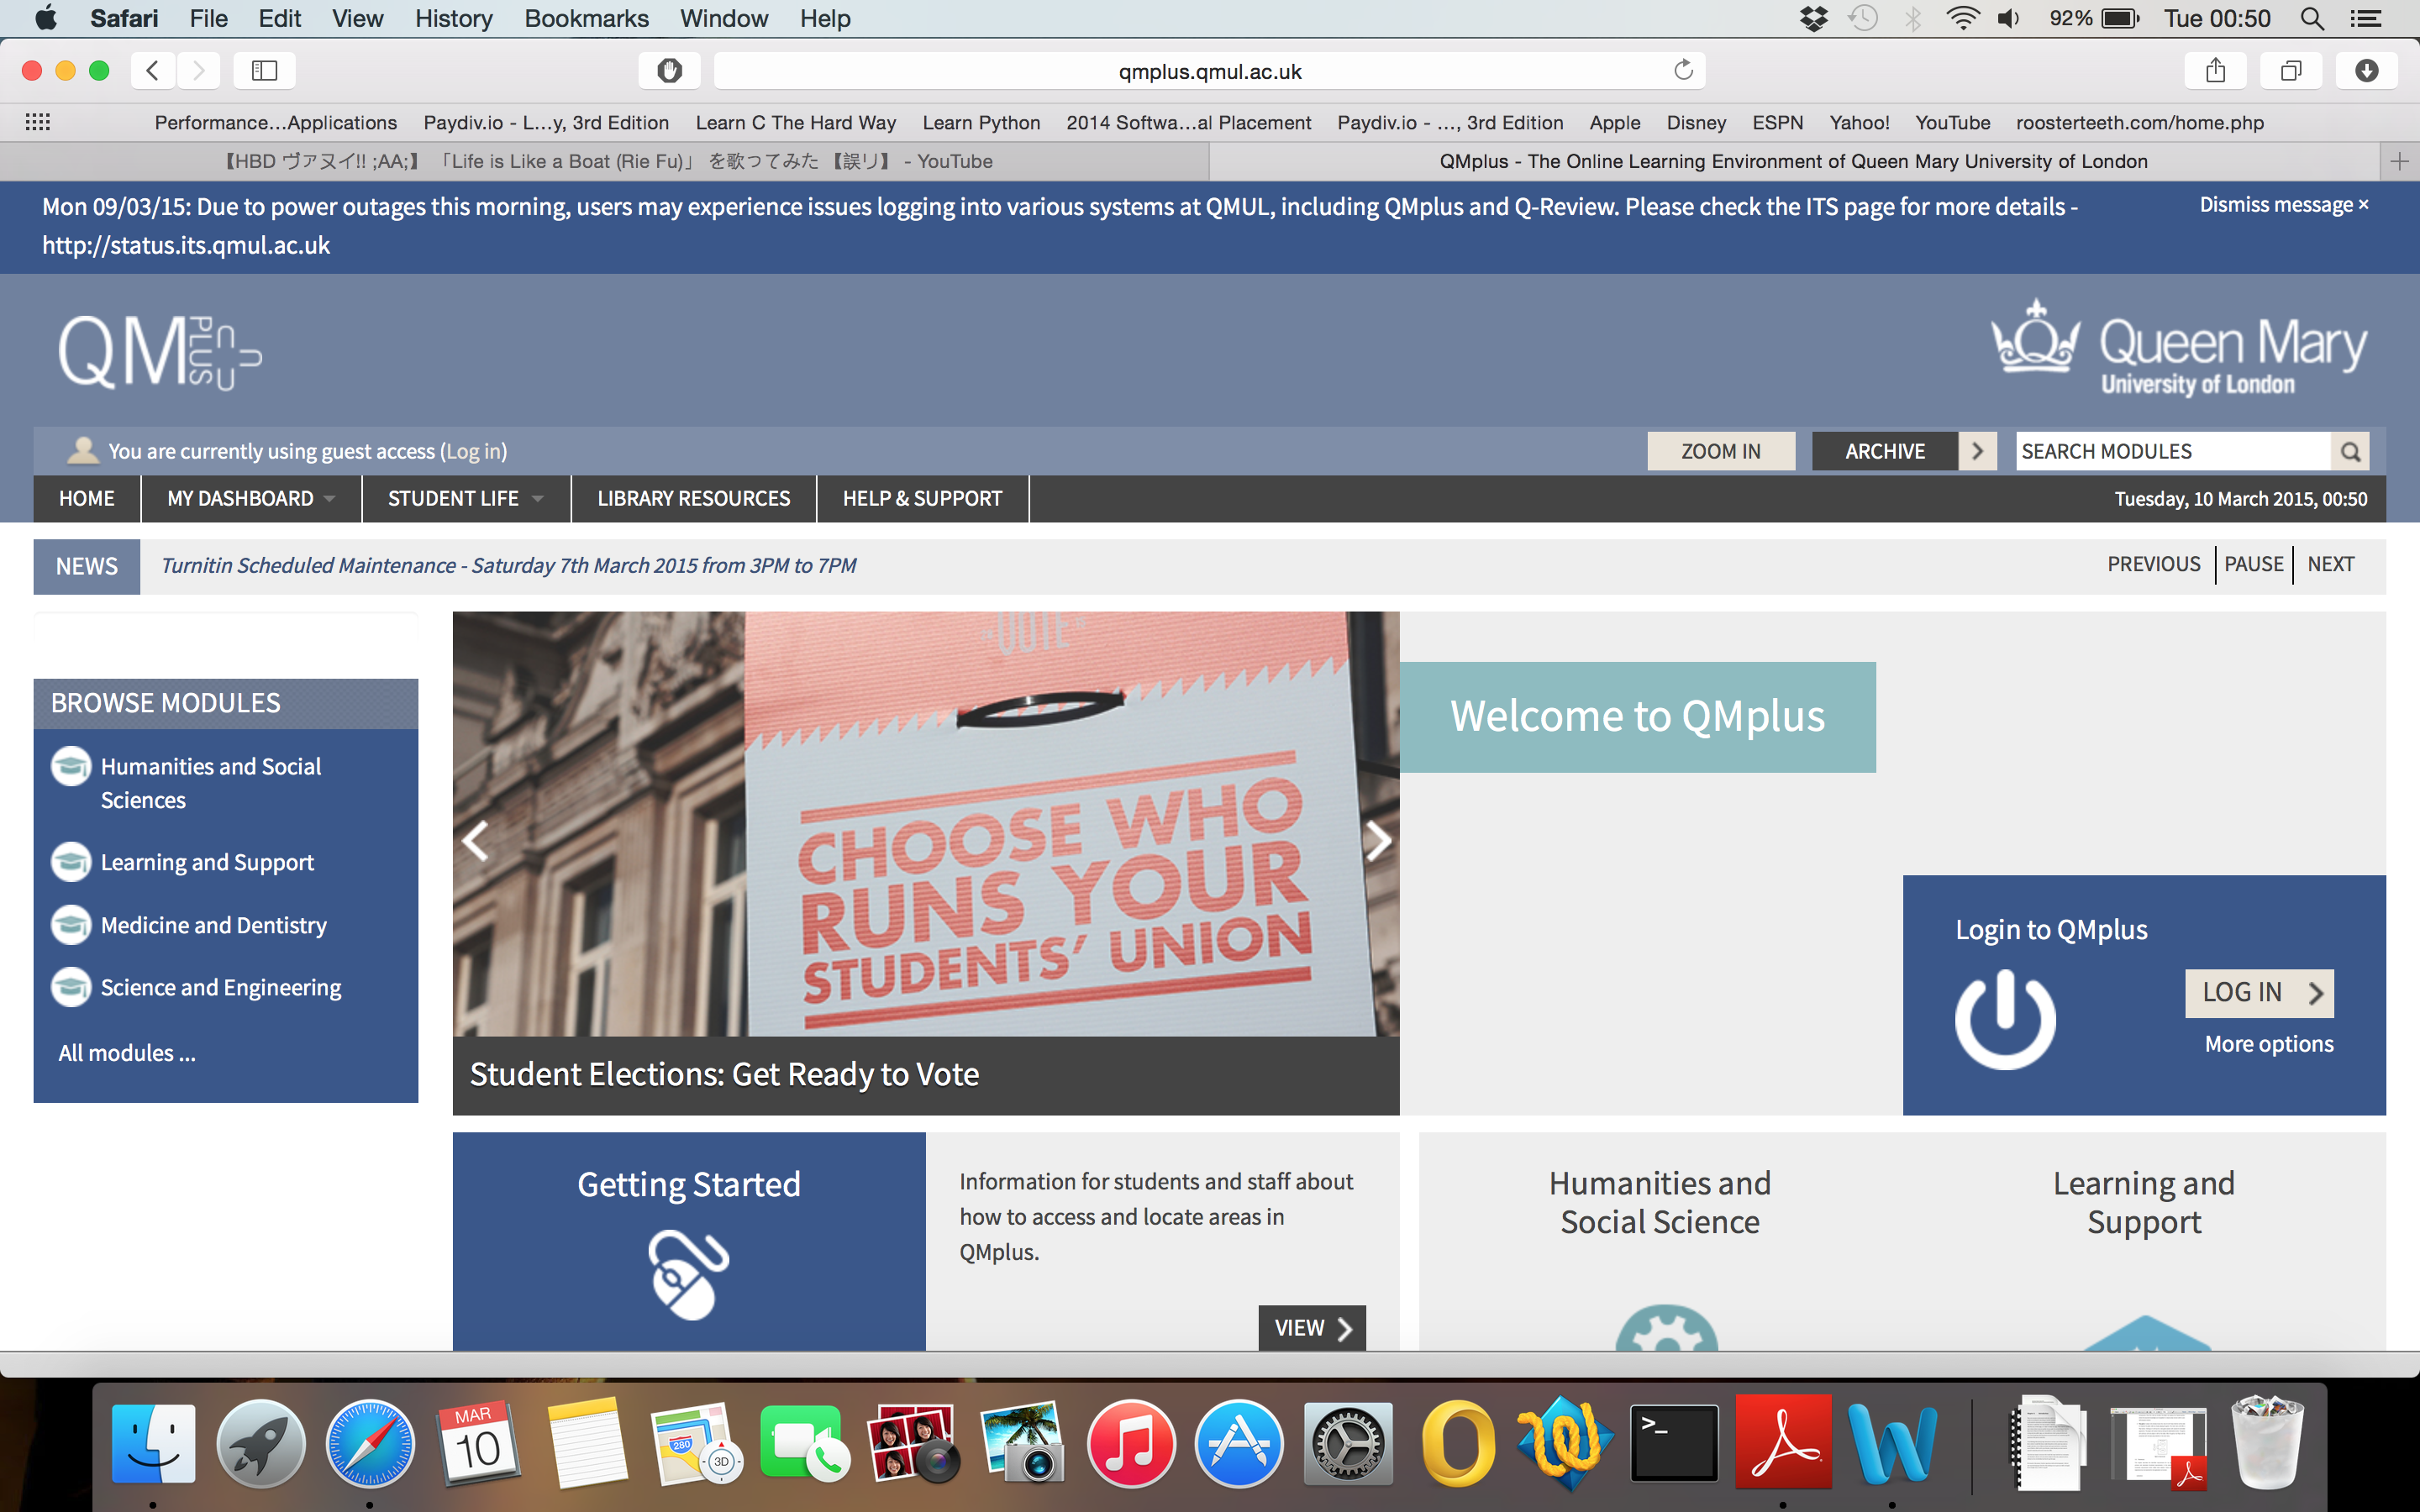 Safari File Edit View History Bookmarks Window Help 92% Tue 00:50
qmplus.qmul.ac.uk
Performance...Applications Paydiv.io - L...y, 3rd Edition Learn C The Hard Way Learn Python 2014 Softwa...al Placement Paydiv.io - ..., 3rd Edition Apple Disney ESPN Yahoo! YouTube roosterteeth.com/home.php
【HBD ヴァヌイ!! ;AA;】 「Life is Like a Boat (Rie Fu)」 を歌ってみた 【誤リ】 - YouTube QMplus - The Online Learning Environment of Queen Mary University of London
Mon 09/03/15: Due to power outages this morning, users may experience issues logging into various systems at QMUL, including QMplus and Q-Review. Please check the ITS page for more details - Dismiss message ×
http://status.its.qmul.ac.uk
QM PLUS
Queen Mary
University of London
You are currently using guest access (Log in) ZOOM IN ARCHIVE SEARCH MODULES
HOME MY DASHBOARD STUDENT LIFE LIBRARY RESOURCES HELP & SUPPORT Tuesday, 10 March 2015, 00:50
NEWS Turnitin Scheduled Maintenance - Saturday 7th March 2015 from 3PM to 7PM PREVIOUS PAUSE NEXT
BROWSE MODULES
Humanities and Social
Sciences
Learning and Support
Medicine and Dentistry
Science and Engineering
All modules ...
VOTE
CHOOSE WHO
RUNS YOUR
STUDENTS' UNION
Student Elections: Get Ready to Vote
Welcome to QMplus
Login to QMplus
LOG IN
More options
Getting Started
Information for students and staff about
how to access and locate areas in
QMplus.
VIEW
Humanities and
Social Science
Learning and
Support
MAR
10
280
3D
>_